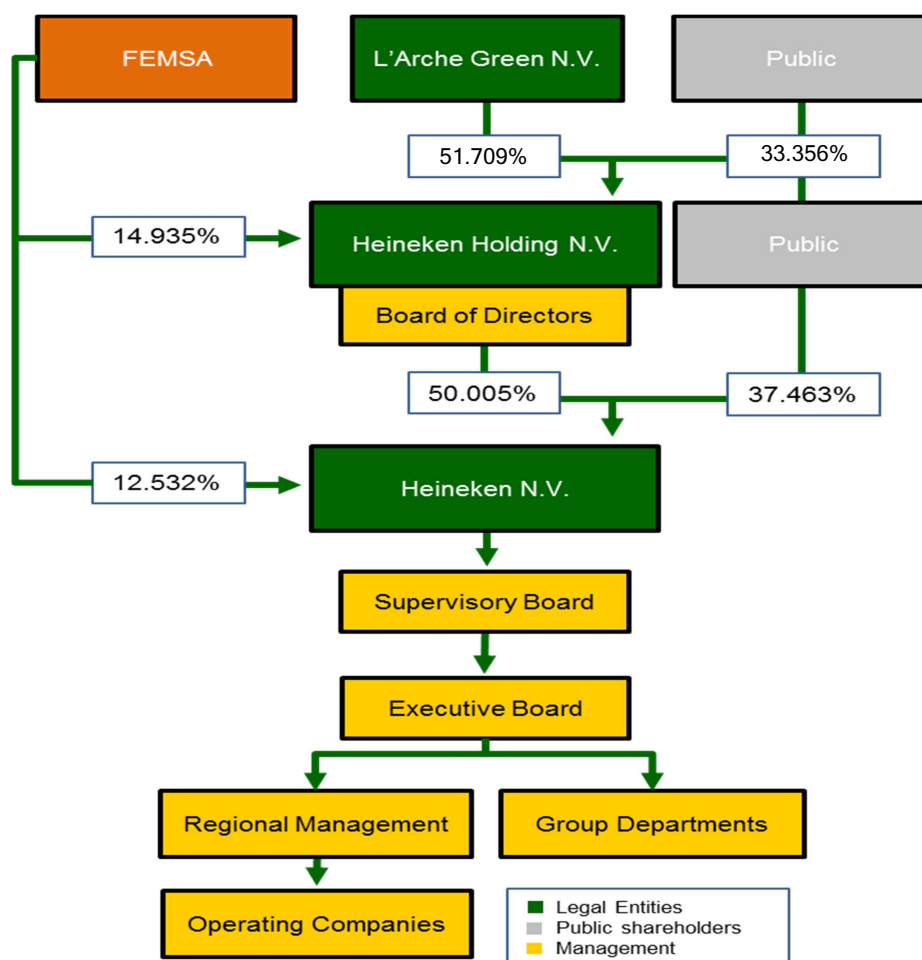 FEMSA
L'Arche Green N.V.
Public
51.709%
33.356%
14.935%
Heineken Holding N.V.
Public
Board of Directors
50.005%
37.463%
12.532%
Heineken N.V.
Supervisory Board
Executive Board
Regional Management
Group Departments
Operating Companies
Legal Entities
Public shareholders
Management